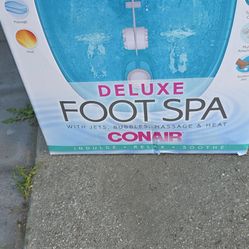 DELUXE
FOOT SPA
WITH JETS, BUBBLES, MASSAGE & HEAT
CONAIR
INDULGE • RELAX • SOOTHE